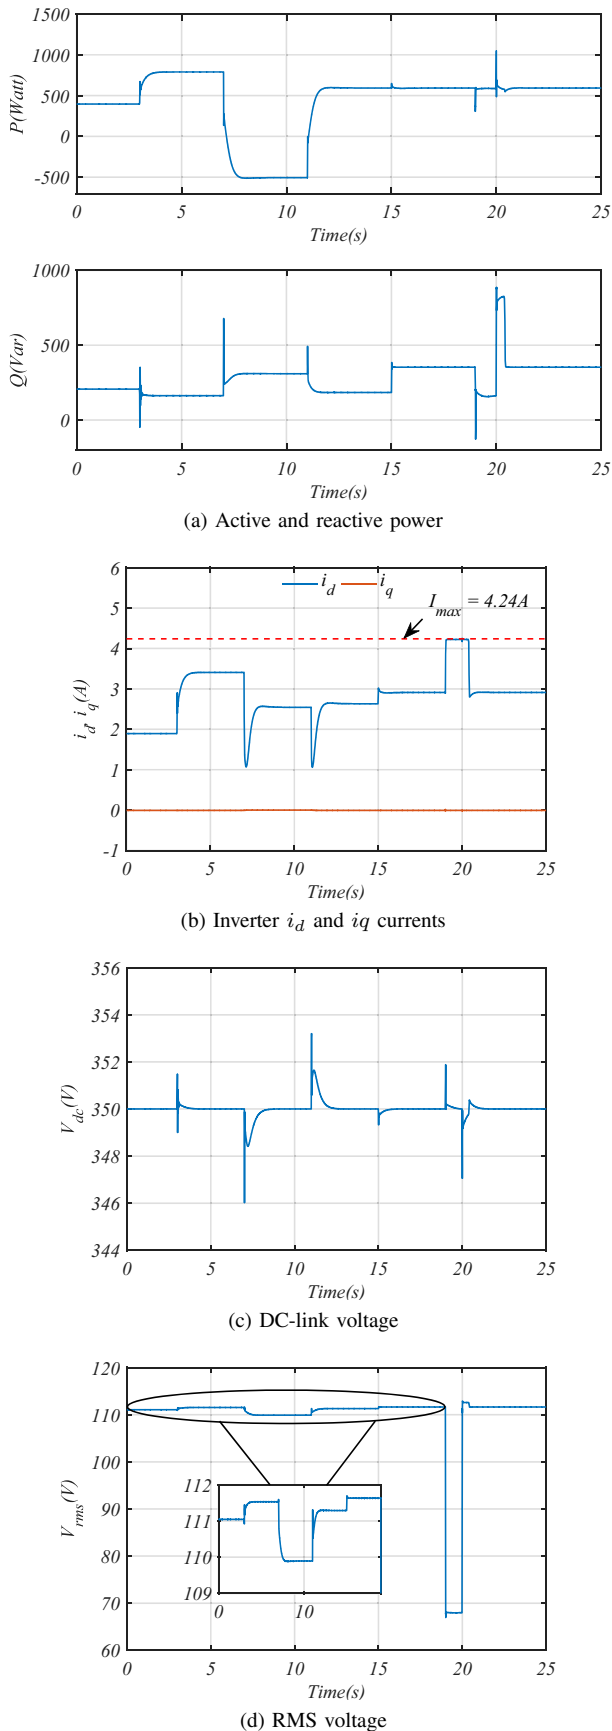 1500
1000
500
0
-500
P(Watt)
0 5 10 15 20 25
Time(s)
1000
500
0
Q(Var)
0 5 10 15 20 25
Time(s)
(a) Active and reactive power
6
5
4
3
2
1
0
-1
i_d, i_q(A)
i_d i_q
I_max = 4.24A
0 5 10 15 20 25
Time(s)
(b) Inverter i_d and iq currents
356
354
352
350
348
346
344
V_dc(V)
0 5 10 15 20 25
Time(s)
(c) DC-link voltage
120
110
100
90
80
70
60
V_rms(V)
112
111
110
109
0 10
0 5 10 15 20 25
Time(s)
(d) RMS voltage